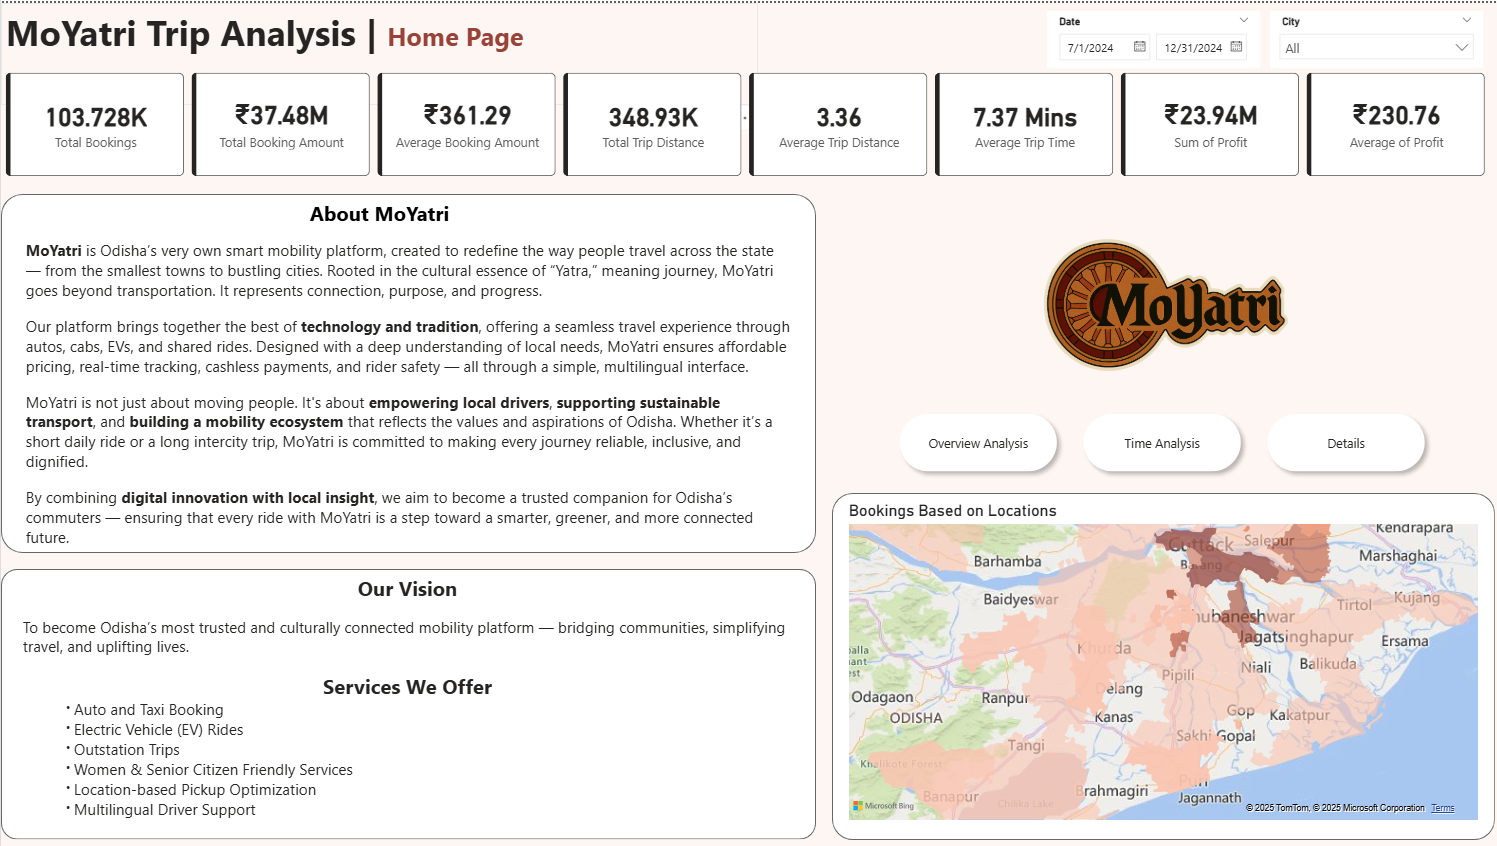 MoYatri Trip Analysis | Home Page
Date
7/1/2024
12/31/2024
City
All
103.728K
Total Bookings
₹37.48M
Total Booking Amount
₹361.29
Average Booking Amount
348.93K
Total Trip Distance
3.36
Average Trip Distance
7.37 Mins
Average Trip Time
₹23.94M
Sum of Profit
₹230.76
Average of Profit
About MoYatri
MoYatri is Odisha’s very own smart mobility platform, created to redefine the way people travel across the state
— from the smallest towns to bustling cities. Rooted in the cultural essence of “Yatra,” meaning journey, MoYatri
goes beyond transportation. It represents connection, purpose, and progress.
Our platform brings together the best of technology and tradition, offering a seamless travel experience through
autos, cabs, EVs, and shared rides. Designed with a deep understanding of local needs, MoYatri ensures affordable
pricing, real-time tracking, cashless payments, and rider safety — all through a simple, multilingual interface.
MoYatri is not just about moving people. It's about empowering local drivers, supporting sustainable
transport, and building a mobility ecosystem that reflects the values and aspirations of Odisha. Whether it’s a
short daily ride or a long intercity trip, MoYatri is committed to making every journey reliable, inclusive, and
dignified.
By combining digital innovation with local insight, we aim to become a trusted companion for Odisha’s
commuters — ensuring that every ride with MoYatri is a step toward a smarter, greener, and more connected
future.
Our Vision
To become Odisha’s most trusted and culturally connected mobility platform — bridging communities, simplifying
travel, and uplifting lives.
Services We Offer
• Auto and Taxi Booking
• Electric Vehicle (EV) Rides
• Outstation Trips
• Women & Senior Citizen Friendly Services
• Location-based Pickup Optimization
• Multilingual Driver Support
MoYatri
Overview Analysis
Time Analysis
Details
Bookings Based on Locations
Kendrapara
Cuttack
Salepur
Marshaghai
Barhamba
Baidyeswar
Tirtol
Kujang
Jagatsinghapur
Ersama
Khurda
Niali
Balikuda
Pipili
Odagaon
Ranpur
Delang
ODISHA
Kanas
Gop
Kakatpur
Sakhi Gopal
Tangi
Khalikote Forest
Banapur
Chilika Lake
Brahmagiri
Jagannath
Microsoft Bing
© 2025 TomTom, © 2025 Microsoft Corporation Terms